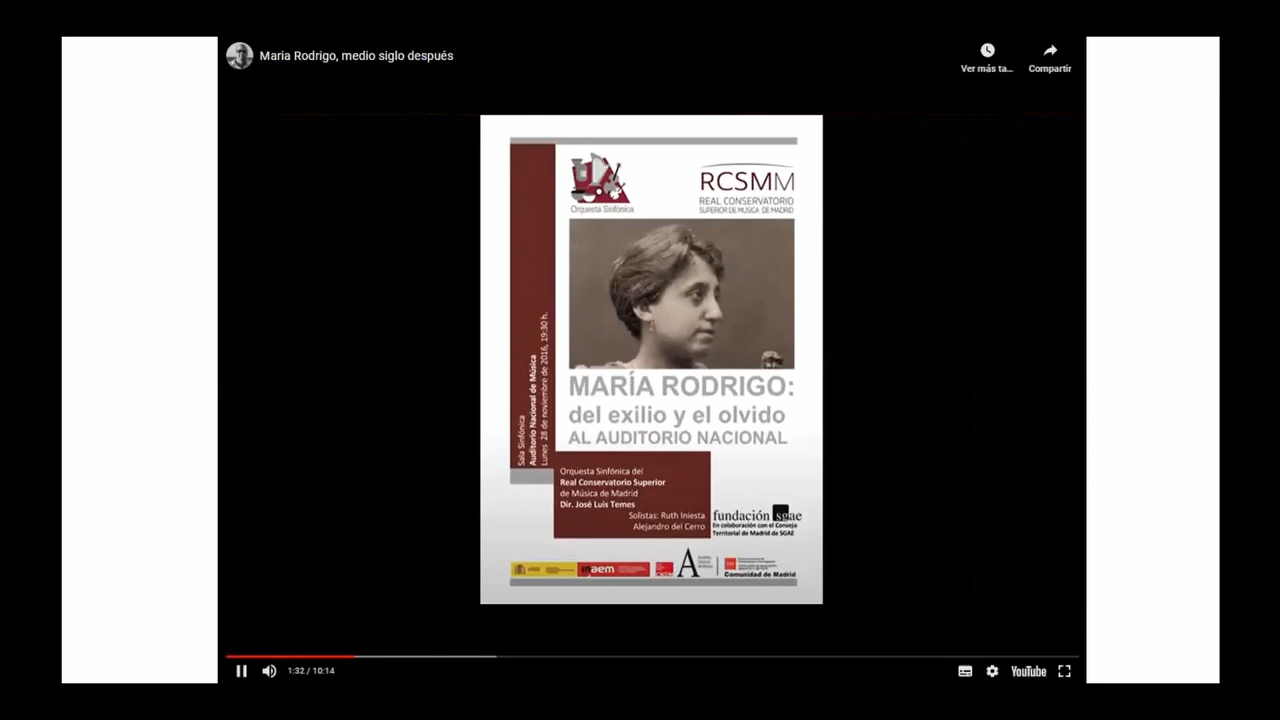 Maria Rodrigo, medio siglo después
Ver más ta...
Compartir
Orquesta Sinfónica
RCSMM
REAL CONSERVATORIO
SUPERIOR DE MÚSICA DE MADRID
Sala Sinfónica
Auditorio Nacional de Música
Lunes 28 de noviembre de 2016, 19:30 h.
MARÍA RODRIGO:
del exilio y el olvido
AL AUDITORIO NACIONAL
Orquesta Sinfónica del
Real Conservatorio Superior
de Música de Madrid
Dir. José Luis Temes
Solistas: Ruth Iniesta
Alejandro del Cerro
fundación sgae
En colaboración con el Consejo
Territorial de Madrid de SGAE
inaem
A
Comunidad de Madrid
1:32 / 10:14
YouTube